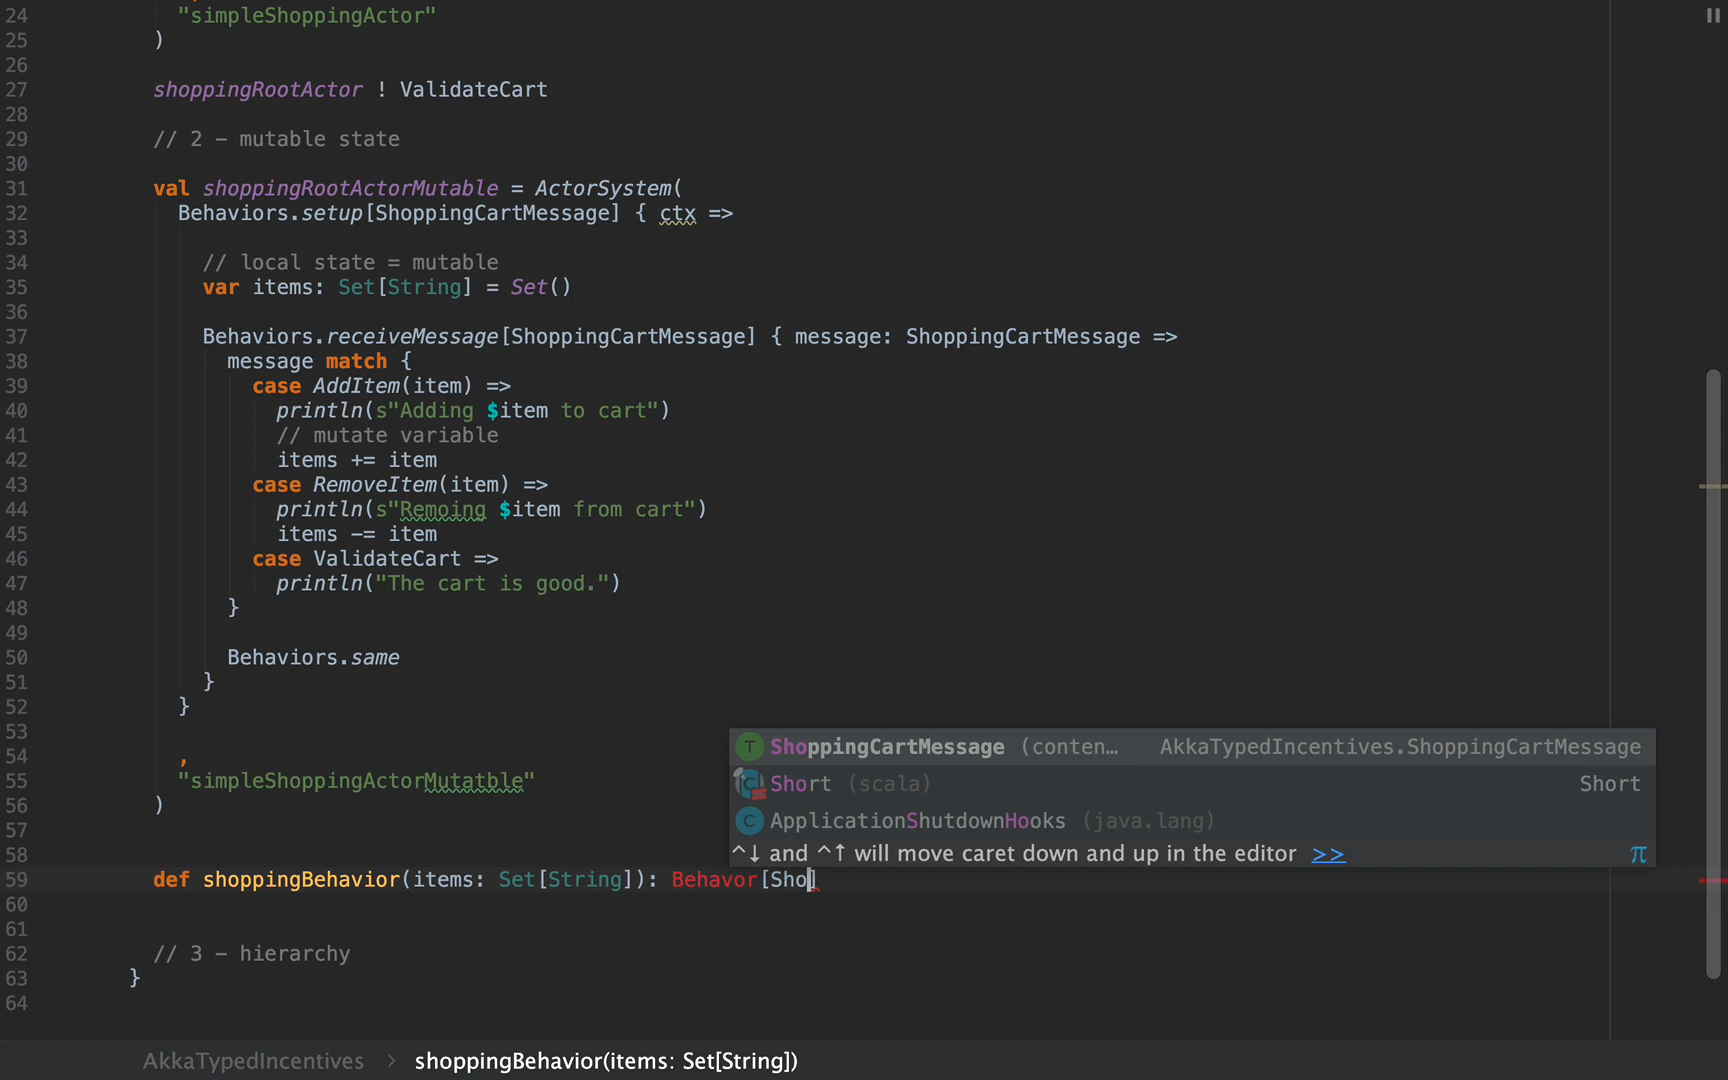 24 "simpleShoppingActor"
25 )
26
27 shoppingRootActor ! ValidateCart
28
29 // 2 - mutable state
30
31 val shoppingRootActorMutable = ActorSystem(
32 Behaviors.setup[ShoppingCartMessage] { ctx =>
33
34 // local state = mutable
35 var items: Set[String] = Set()
36
37 Behaviors.receiveMessage[ShoppingCartMessage] { message: ShoppingCartMessage =>
38 message match {
39 case AddItem(item) =>
40 println(s"Adding $item to cart")
41 // mutate variable
42 items += item
43 case RemoveItem(item) =>
44 println(s"Remoing $item from cart")
45 items -= item
46 case ValidateCart =>
47 println("The cart is good.")
48 }
49
50 Behaviors.same
51 }
52 }
53
54 ,
55 "simpleShoppingActorMutatble"
56 )
57
58
ShoppingCartMessage (conten… AkkaTypedIncentives.ShoppingCartMessage
Short (scala) Short
ApplicationShutdownHooks (java.lang)
^↓ and ^↑ will move caret down and up in the editor >> π
59 def shoppingBehavior(items: Set[String]): Behavor[Sho]
60
61
62 // 3 - hierarchy
63 }
64
AkkaTypedIncentives > shoppingBehavior(items: Set[String])